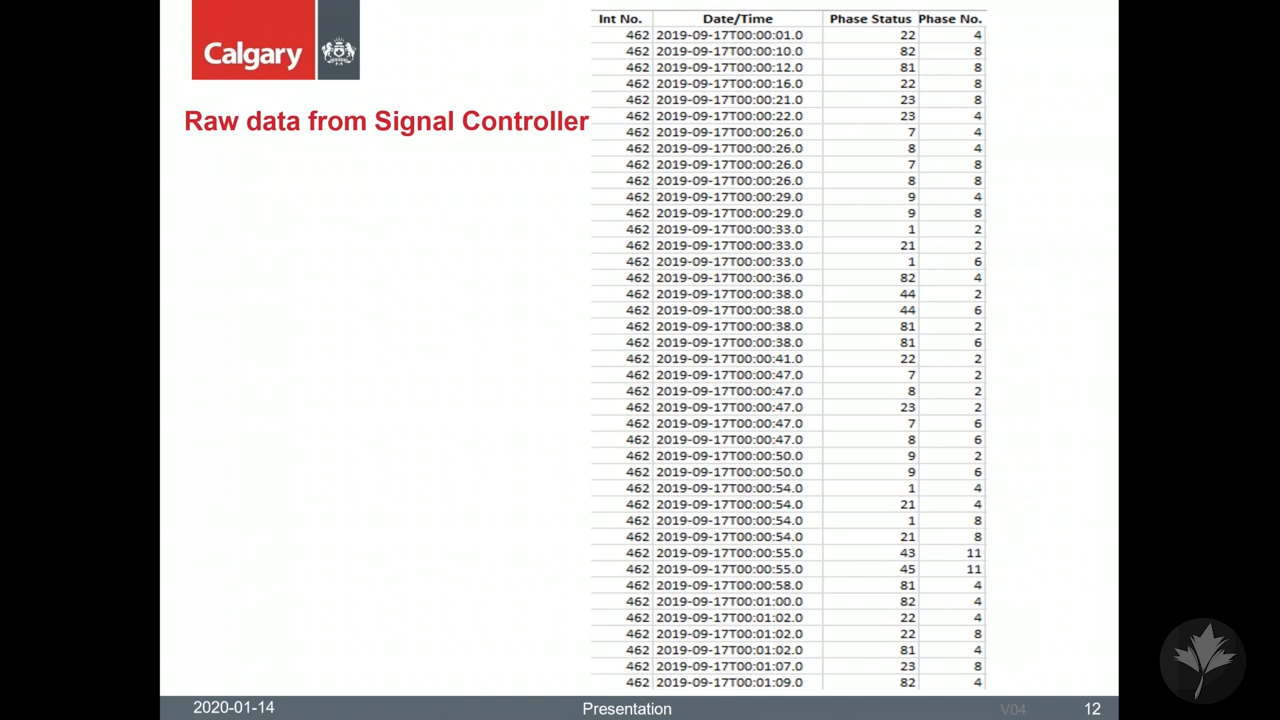 Calgary
Raw data from Signal Controller
Int No. Date/Time Phase Status Phase No.
462 2019-09-17T00:00:01.0 22 4
462 2019-09-17T00:00:10.0 82 8
462 2019-09-17T00:00:12.0 81 8
462 2019-09-17T00:00:16.0 22 8
462 2019-09-17T00:00:21.0 23 8
462 2019-09-17T00:00:22.0 23 4
462 2019-09-17T00:00:26.0 7 4
462 2019-09-17T00:00:26.0 8 4
462 2019-09-17T00:00:26.0 7 8
462 2019-09-17T00:00:26.0 8 8
462 2019-09-17T00:00:29.0 9 4
462 2019-09-17T00:00:29.0 9 8
462 2019-09-17T00:00:33.0 1 2
462 2019-09-17T00:00:33.0 21 2
462 2019-09-17T00:00:33.0 1 6
462 2019-09-17T00:00:36.0 82 4
462 2019-09-17T00:00:38.0 44 2
462 2019-09-17T00:00:38.0 44 6
462 2019-09-17T00:00:38.0 81 2
462 2019-09-17T00:00:38.0 81 6
462 2019-09-17T00:00:41.0 22 2
462 2019-09-17T00:00:47.0 7 2
462 2019-09-17T00:00:47.0 8 2
462 2019-09-17T00:00:47.0 23 2
462 2019-09-17T00:00:47.0 7 6
462 2019-09-17T00:00:47.0 8 6
462 2019-09-17T00:00:50.0 9 2
462 2019-09-17T00:00:50.0 9 6
462 2019-09-17T00:00:54.0 1 4
462 2019-09-17T00:00:54.0 21 4
462 2019-09-17T00:00:54.0 1 8
462 2019-09-17T00:00:54.0 21 8
462 2019-09-17T00:00:55.0 43 11
462 2019-09-17T00:00:55.0 45 11
462 2019-09-17T00:00:58.0 81 4
462 2019-09-17T00:01:00.0 82 4
462 2019-09-17T00:01:02.0 22 4
462 2019-09-17T00:01:02.0 22 8
462 2019-09-17T00:01:02.0 81 4
462 2019-09-17T00:01:07.0 23 8
462 2019-09-17T00:01:09.0 82 4
2020-01-14 Presentation V04 12